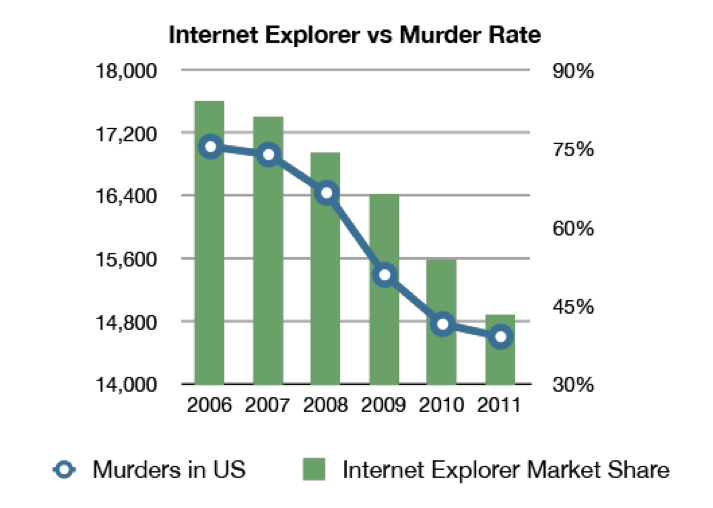 Internet Explorer vs Murder Rate
18,000 90%
17,200 75%
16,400 60%
15,600 45%
14,800
14,000 30%
2006 2007 2008 2009 2010 2011
Murders in US Internet Explorer Market Share